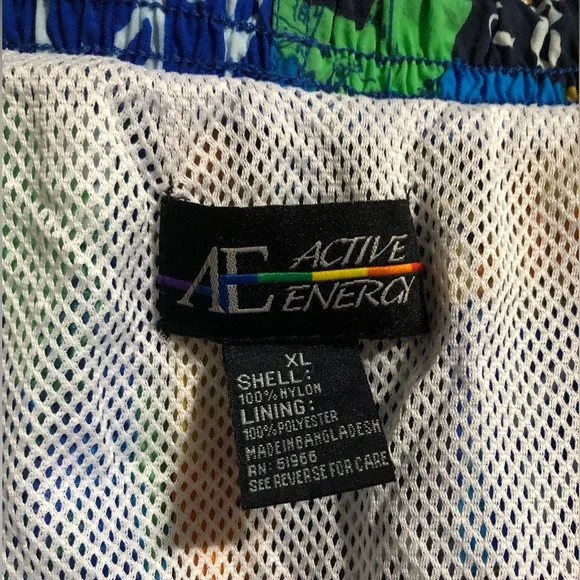 AE ACTIVE
ENERGY
XL
SHELL:
100% NYLON
LINING:
100% POLYESTER
MADE IN BANGLADESH
RN: 51966
SEE REVERSE FOR CARE